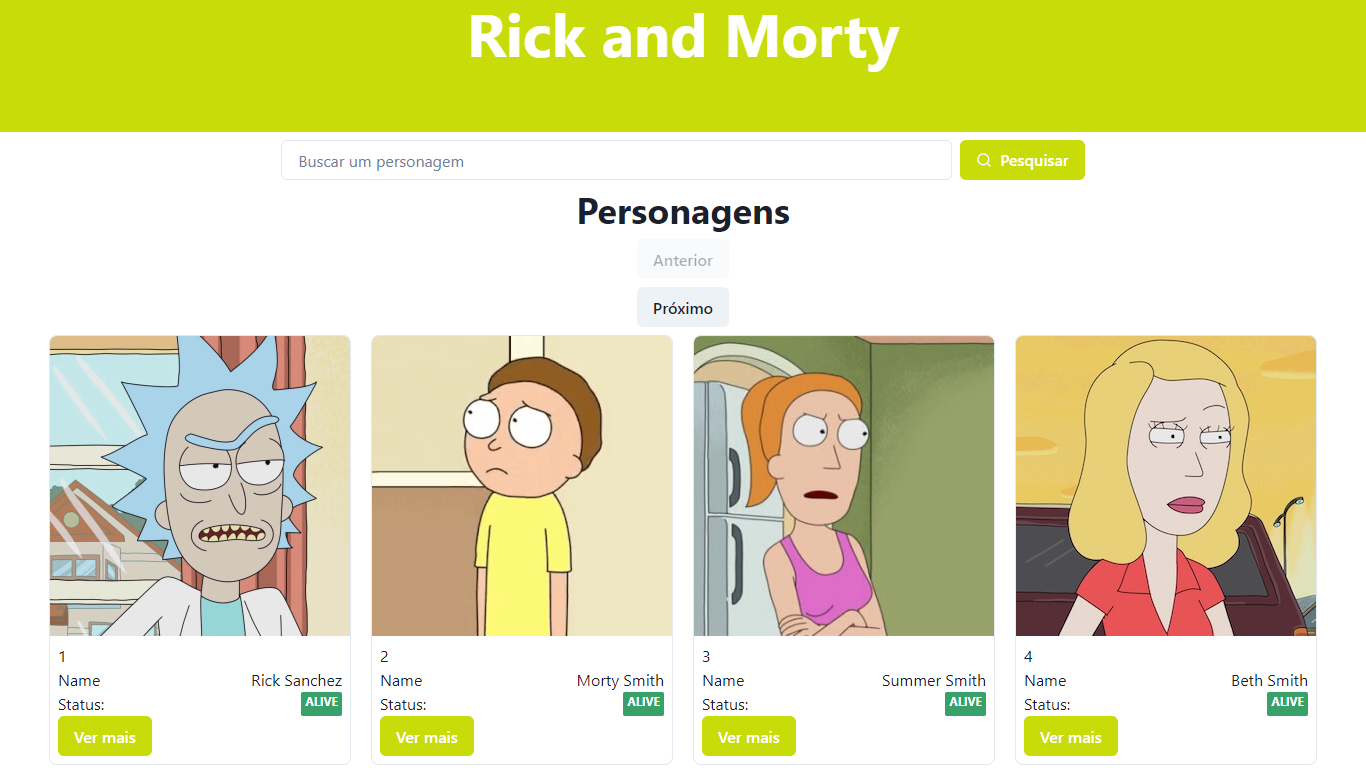 Rick and Morty
Buscar um personagem
Pesquisar
Personagens
Anterior
Próximo
1
Name Rick Sanchez
Status: ALIVE
Ver mais
2
Name Morty Smith
Status: ALIVE
Ver mais
3
Name Summer Smith
Status: ALIVE
Ver mais
4
Name Beth Smith
Status: ALIVE
Ver mais